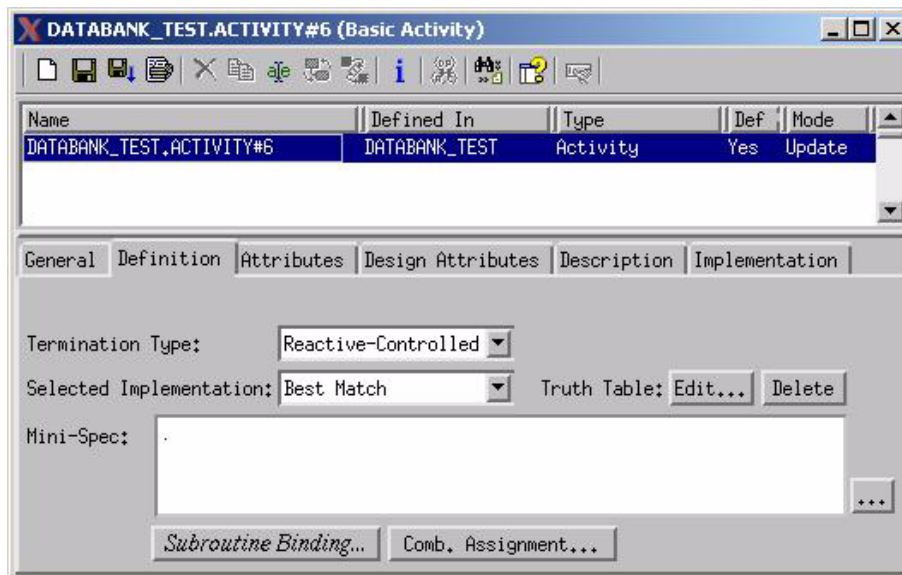 DATABANK_TEST.ACTIVITY#6 (Basic Activity)
Name Defined In Type Def Mode
DATABANK_TEST.ACTIVITY#6 DATABANK_TEST Activity Yes Update
General Definition Attributes Design Attributes Description Implementation
Termination Type: Reactive-Controlled
Selected Implementation: Best Match Truth Table: Edit... Delete
Mini-Spec: .
...
Subroutine Binding... Comb. Assignment...